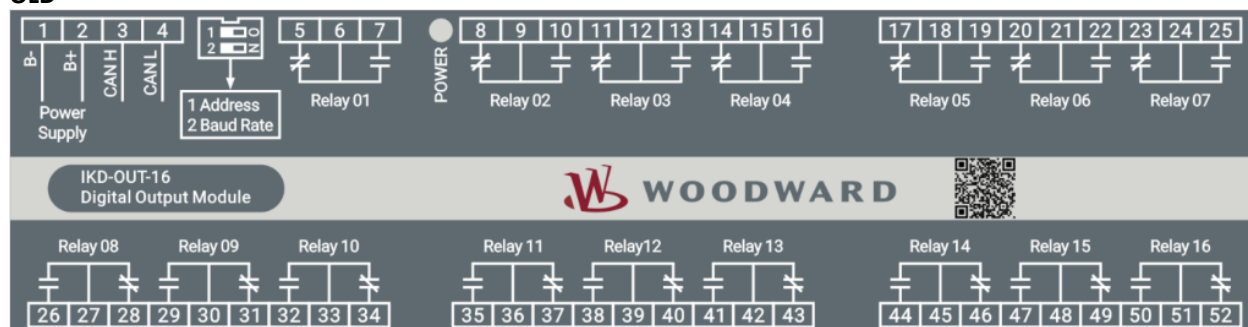 1 2 3 4 1 O 5 6 7 8 9 10 11 12 13 14 15 16 17 18 19 20 21 22 23 24 25
2 N
B- B+ CAN H CAN L POWER
Relay 01 Relay 02 Relay 03 Relay 04 Relay 05 Relay 06 Relay 07
Power
Supply
1 Address
2 Baud Rate
IKD-OUT-16
Digital Output Module
WOODWARD
Relay 08 Relay 09 Relay 10 Relay 11 Relay12 Relay 13 Relay 14 Relay 15 Relay 16
26 27 28 29 30 31 32 33 34 35 36 37 38 39 40 41 42 43 44 45 46 47 48 49 50 51 52